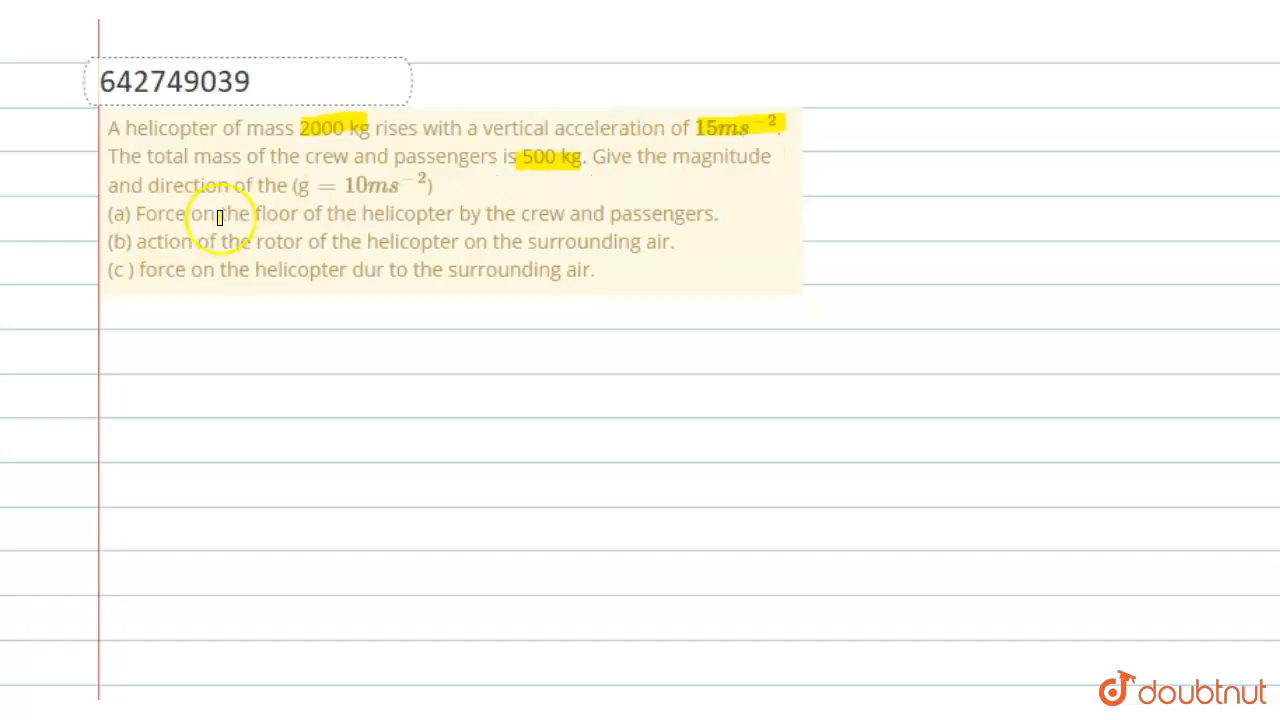 642749039
A helicopter of mass 2000 kg rises with a vertical acceleration of 15ms⁻².
The total mass of the crew and passengers is 500 kg. Give the magnitude
and direction of the (g = 10ms⁻²)
(a) Force on the floor of the helicopter by the crew and passengers.
(b) action of the rotor of the helicopter on the surrounding air.
(c ) force on the helicopter dur to the surrounding air.
doubtnut